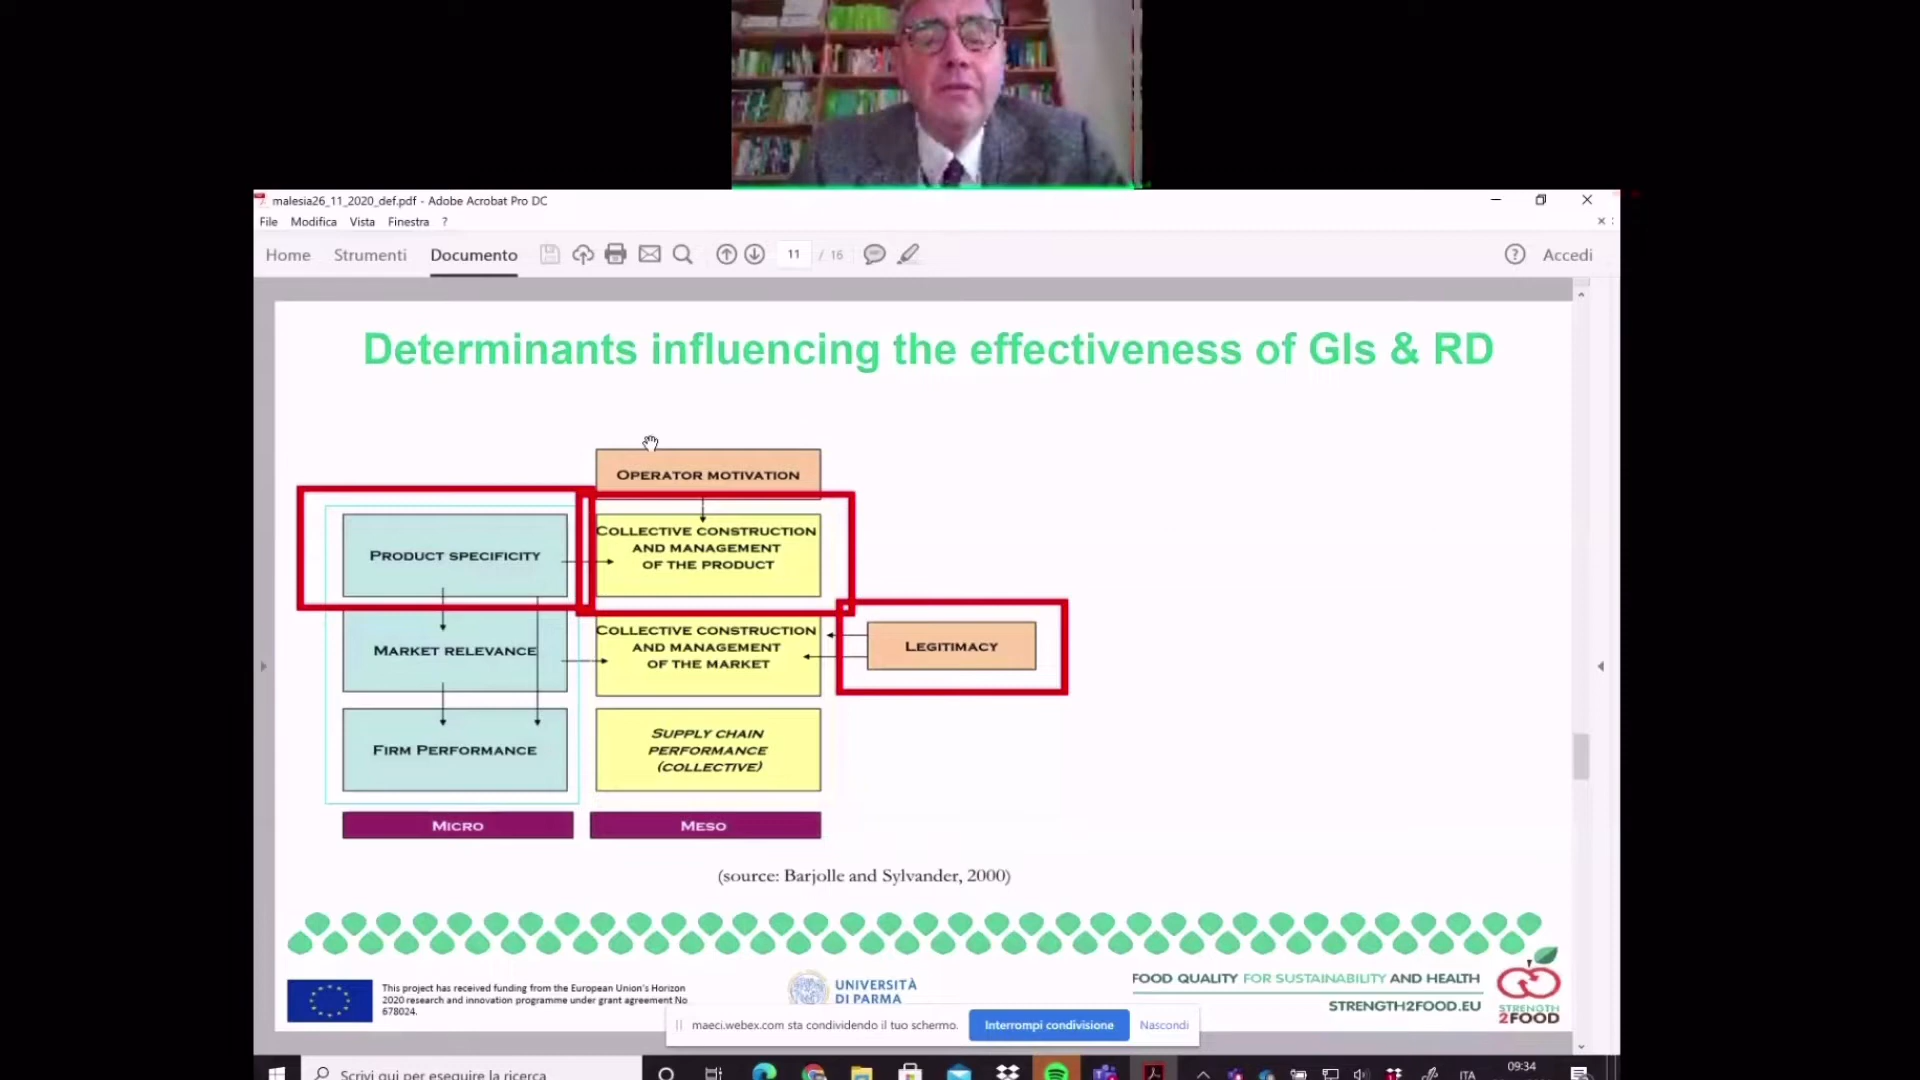 malesia26_11_2020_def.pdf - Adobe Acrobat Pro DC
File Modifica Vista Finestra ?
Home Strumenti Documento 11 / 16 Accedi
Determinants influencing the effectiveness of GIs & RD
OPERATOR MOTIVATION
PRODUCT SPECIFICITY
COLLECTIVE CONSTRUCTION
AND MANAGEMENT
OF THE PRODUCT
MARKET RELEVANCE
COLLECTIVE CONSTRUCTION
AND MANAGEMENT
OF THE MARKET
LEGITIMACY
FIRM PERFORMANCE
SUPPLY CHAIN
PERFORMANCE
(COLLECTIVE)
MICRO
MESO
(source: Barjolle and Sylvander, 2000)
This project has received funding from the European Union's Horizon
2020 research and innovation programme under grant agreement No
678024.
UNIVERSITÀ
DI PARMA
FOOD QUALITY FOR SUSTAINABILITY AND HEALTH
STRENGTH2FOOD.EU
STRENGTH
2FOOD
maeci.webex.com sta condividendo il tuo schermo. Interrompi condivisione Nascondi
Scrivi qui per eseguire la ricerca
ITA
09:34